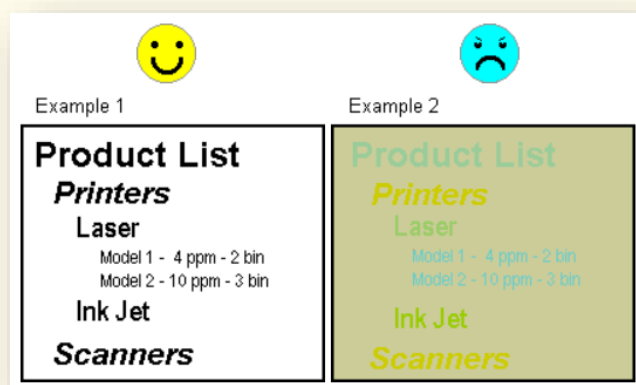 Example 1
Product List
Printers
Laser
Model 1 - 4 ppm - 2 bin
Model 2 - 10 ppm - 3 bin
Ink Jet
Scanners
Example 2
Product List
Printers
Laser
Model 1 - 4 ppm - 2 bin
Model 2 - 10 ppm - 3 bin
Ink Jet
Scanners